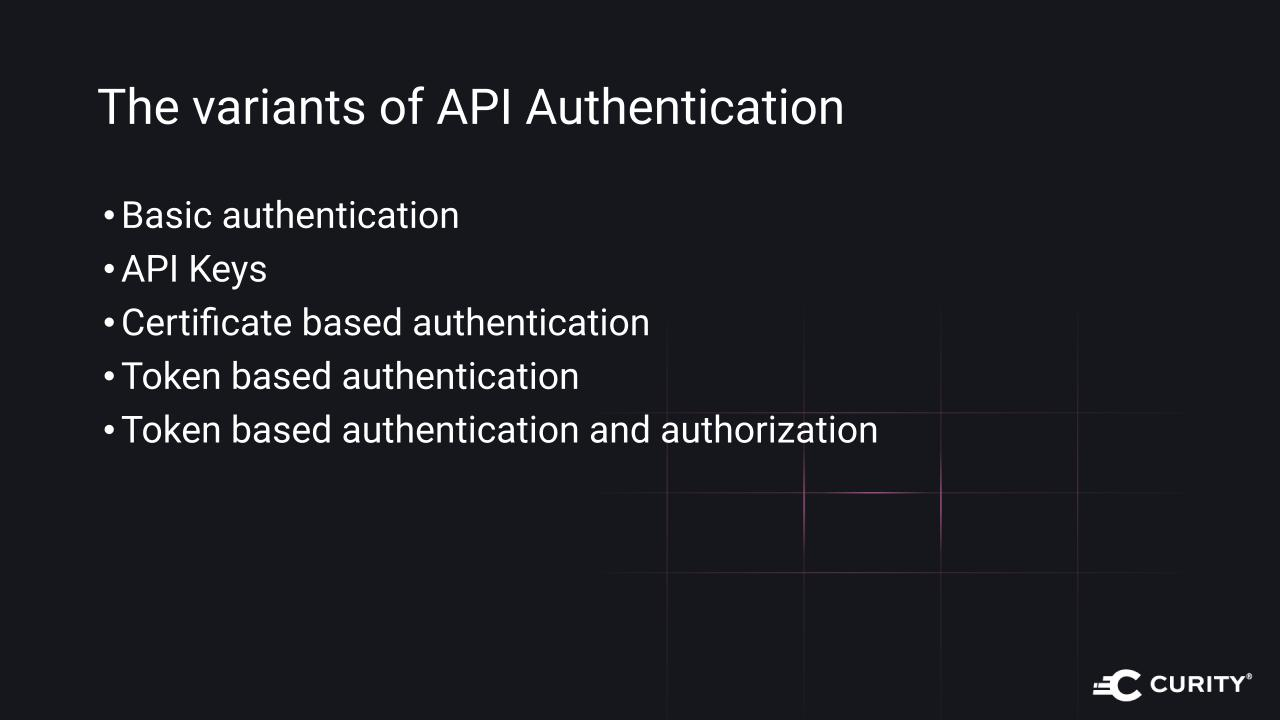 The variants of API Authentication
• Basic authentication
• API Keys
• Certificate based authentication
• Token based authentication
• Token based authentication and authorization
CURITY®